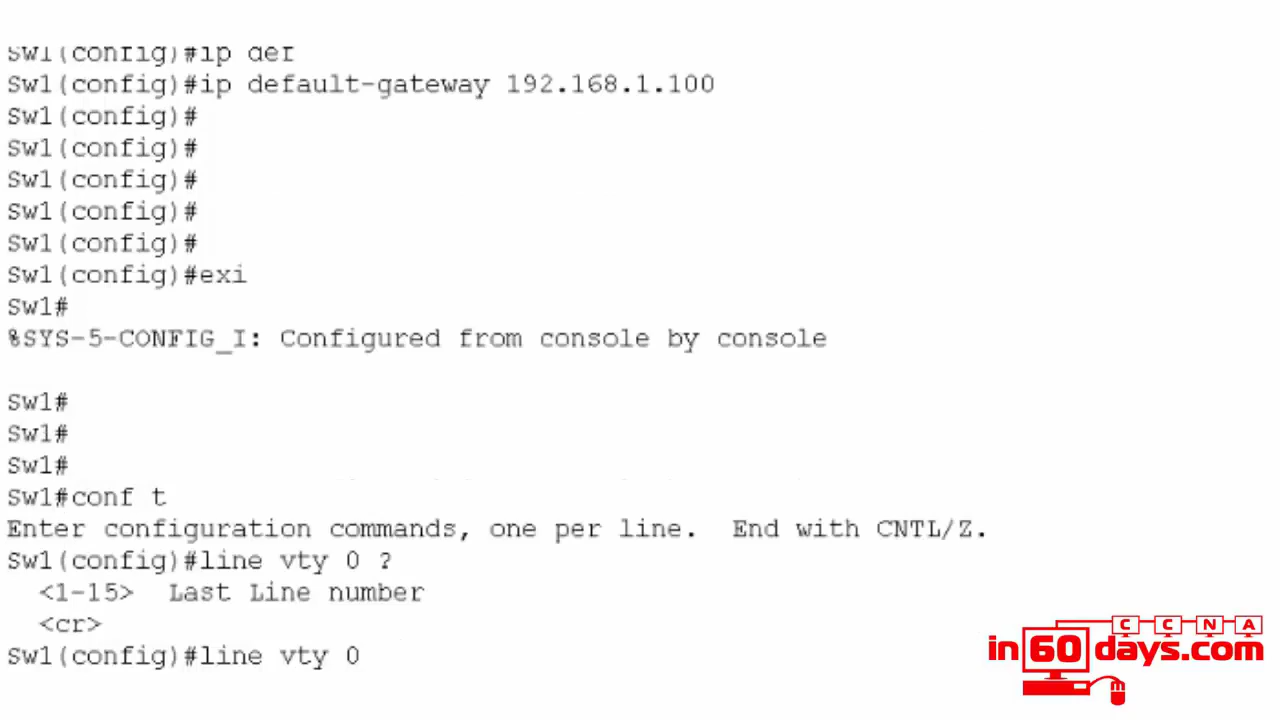 Sw1(config)#ip def
Sw1(config)#ip default-gateway 192.168.1.100
Sw1(config)#
Sw1(config)#
Sw1(config)#
Sw1(config)#
Sw1(config)#
Sw1(config)#exi
Sw1#
%SYS-5-CONFIG_I: Configured from console by console
Sw1#
Sw1#
Sw1#
Sw1#conf t
Enter configuration commands, one per line.  End with CNTL/Z.
Sw1(config)#line vty 0 ?
<1-15>  Last Line number
<cr>
Sw1(config)#line vty 0
CCNA
in60days.com